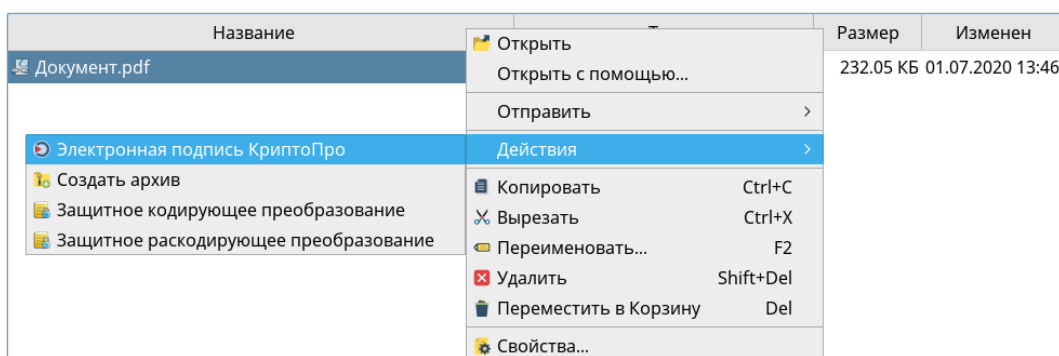 Название
Размер
Изменен
Документ.pdf
232.05 КБ 01.07.2020 13:46
Открыть
Открыть с помощью...
Отправить
Действия
Электронная подпись КриптоПро
Создать архив
Защитное кодирующее преобразование
Защитное раскодирующее преобразование
Копировать Ctrl+C
Вырезать Ctrl+X
Переименовать... F2
Удалить Shift+Del
Переместить в Корзину Del
Свойства...